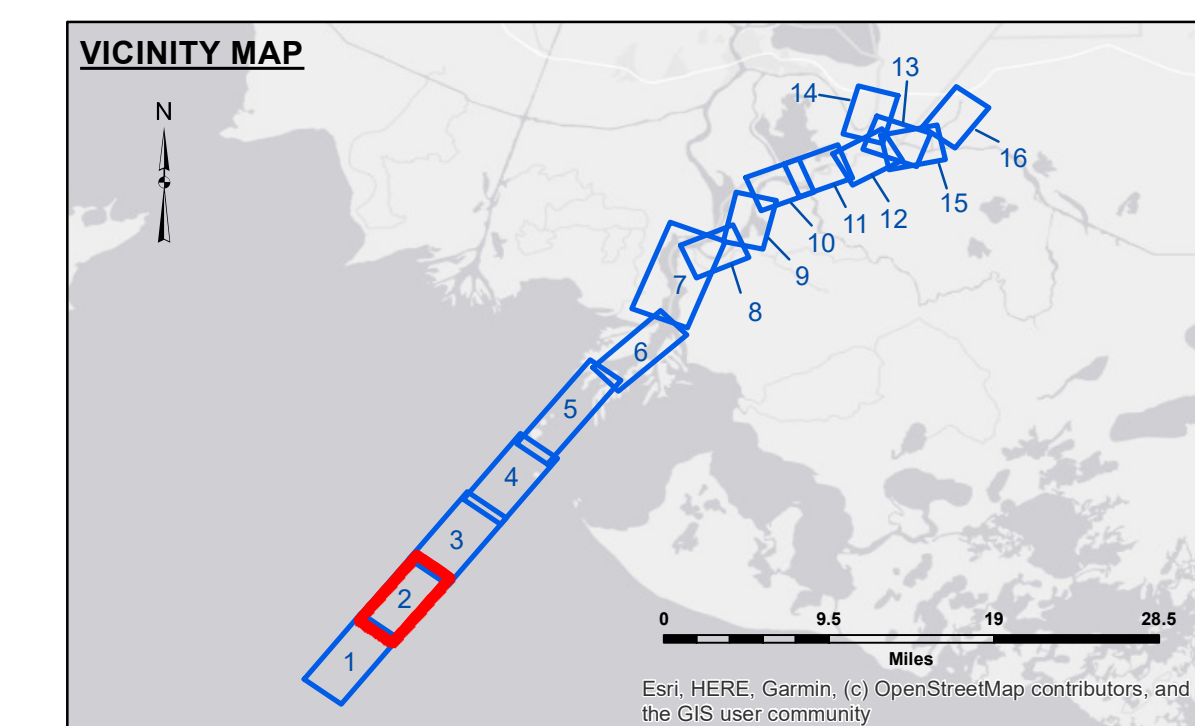 VICINITY MAP
N
13
14
16
15
12
11
10
9
8
7
6
5
4
3
2
1
0 9.5 19 28.5
Miles
Esri, HERE, Garmin, (c) OpenStreetMap contributors, and
the GIS user community